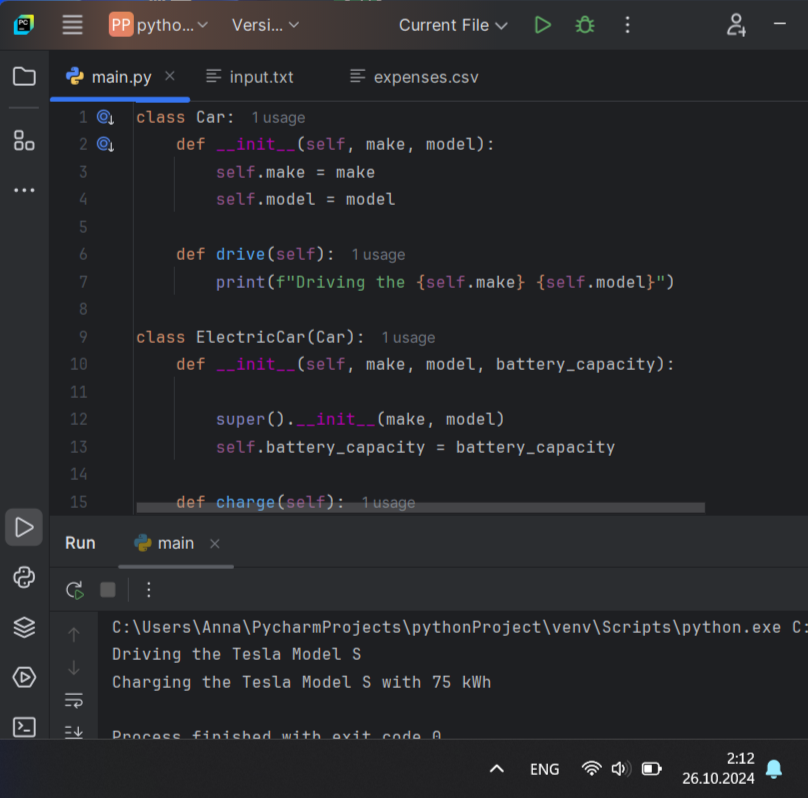 PC
PP pytho... Versi... Current File
main.py input.txt expenses.csv
1 class Car: 1 usage
2 def __init__(self, make, model):
3 self.make = make
4 self.model = model
5
6 def drive(self): 1 usage
7 print(f"Driving the {self.make} {self.model}")
8
9 class ElectricCar(Car): 1 usage
10 def __init__(self, make, model, battery_capacity):
11
12 super().__init__(make, model)
13 self.battery_capacity = battery_capacity
14
15 def charge(self): 1 usage
Run main
C:\Users\Anna\PycharmProjects\pythonProject\venv\Scripts\python.exe C:
Driving the Tesla Model S
Charging the Tesla Model S with 75 kWh
Process finished with exit code 0
ENG 2:12
26.10.2024